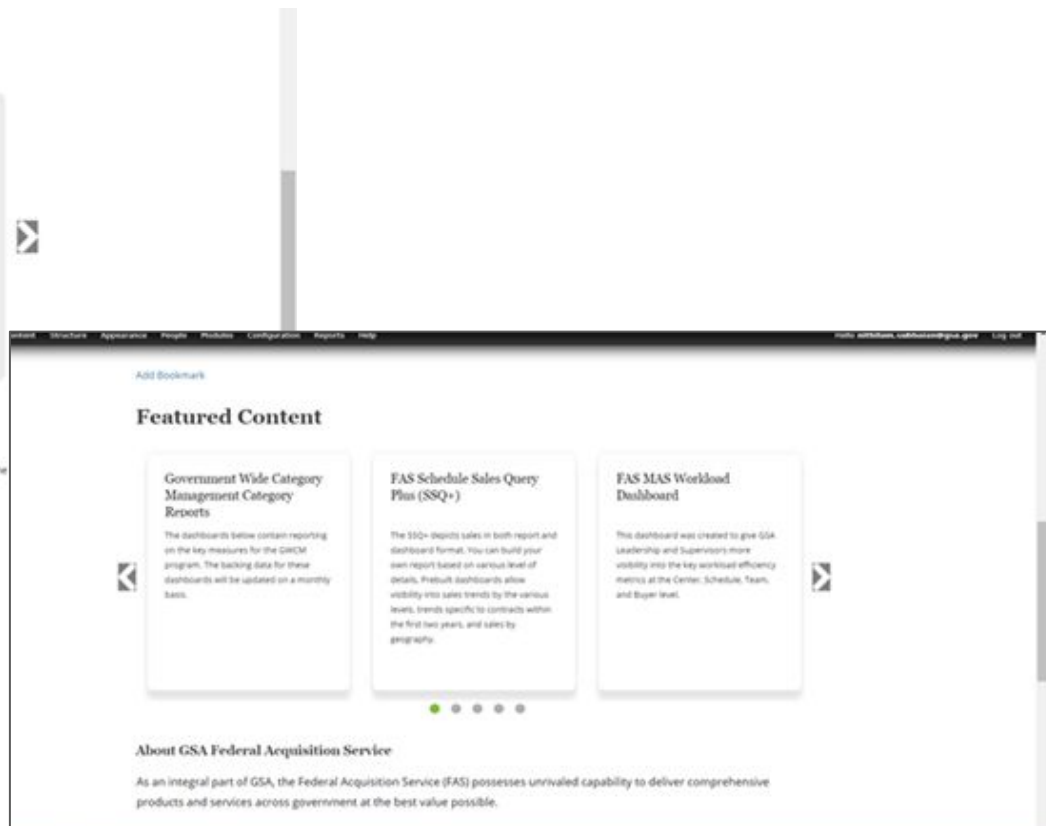 Structure Appearance People Modules Configuration Reports Help
Hello Log out
Add Bookmark
Featured Content
Government Wide Category
Management Category
Reports
The dashboards below contain reporting
on the key measures for the GWCM
program. The backing data for these
dashboards will be updated on a monthly
basis.
FAS Schedule Sales Query
Plus (SSQ+)
The SSQ+ depicts sales in both report and
dashboard format. You can build your
own report based on various level of
details. Prebuilt dashboards allow
visibility into sales trends by the various
levels, trends specific to contracts within
the first two years, and sales by
geography.
FAS MAS Workload
Dashboard
This dashboard was created to give GSA
Leadership and Supervisors more
visibility into the key workload efficiency
metrics at the Center, Schedule, Team,
and Buyer level.
About GSA Federal Acquisition Service
As an integral part of GSA, the Federal Acquisition Service (FAS) possesses unrivaled capability to deliver comprehensive
products and services across government at the best value possible.